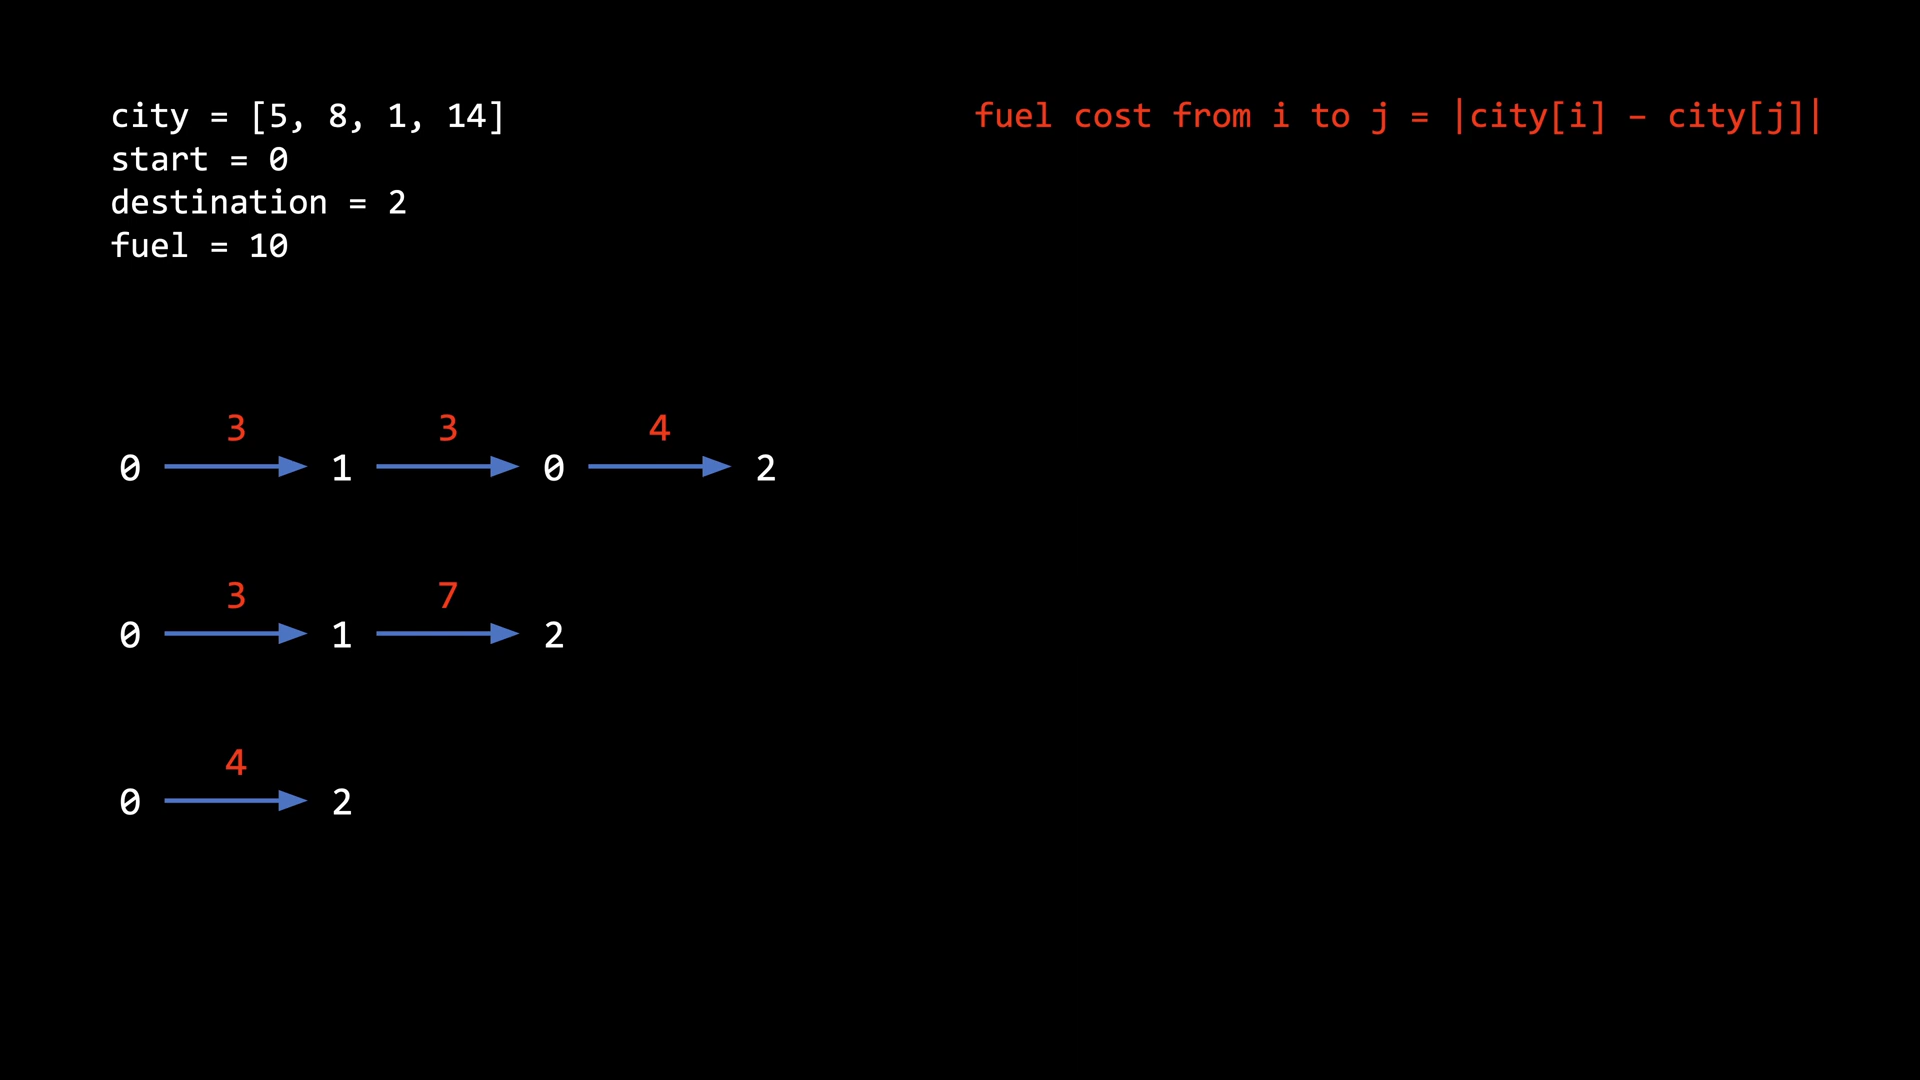 city = [5, 8, 1, 14]
start = 0
destination = 2
fuel = 10
fuel cost from i to j = |city[i] – city[j]|
3 3 4
0 1 0 2
3 7
0 1 2
4
0 2